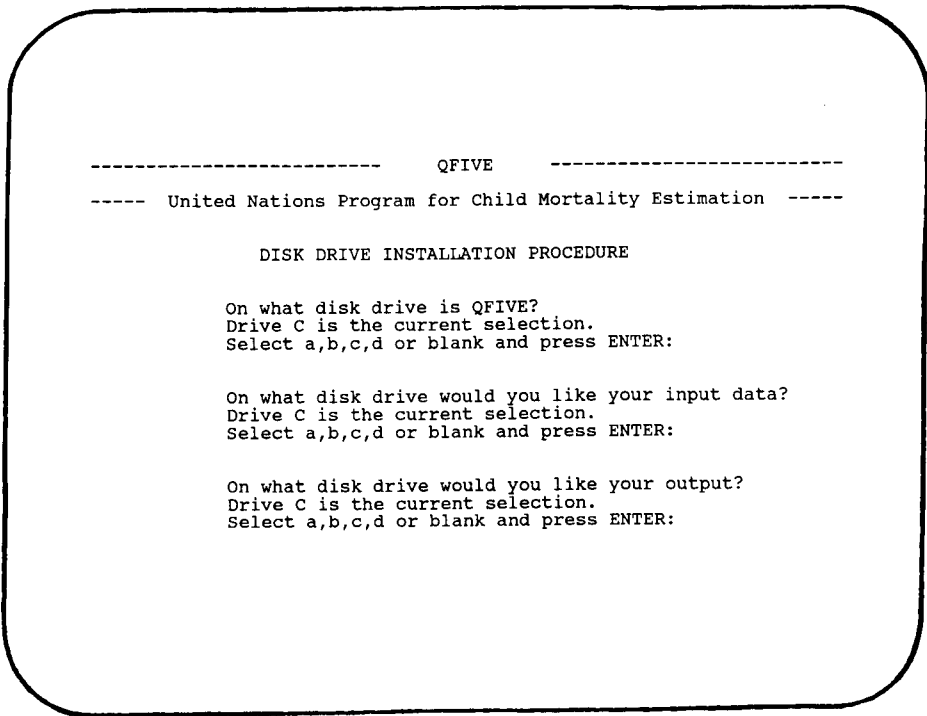 -------------------------- QFIVE --------------------------
----- United Nations Program for Child Mortality Estimation -----
DISK DRIVE INSTALLATION PROCEDURE
On what disk drive is QFIVE?
Drive C is the current selection.
Select a,b,c,d or blank and press ENTER:
On what disk drive would you like your input data?
Drive C is the current selection.
Select a,b,c,d or blank and press ENTER:
On what disk drive would you like your output?
Drive C is the current selection.
Select a,b,c,d or blank and press ENTER: